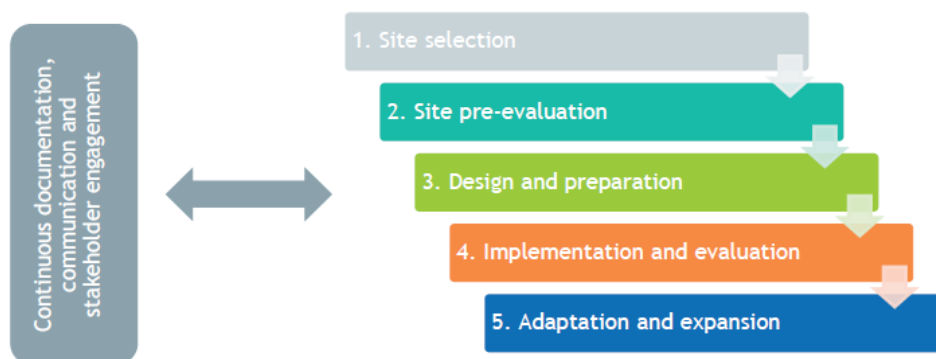 Continuous documentation,
communication and
stakeholder engagement
1. Site selection
2. Site pre-evaluation
3. Design and preparation
4. Implementation and evaluation
5. Adaptation and expansion